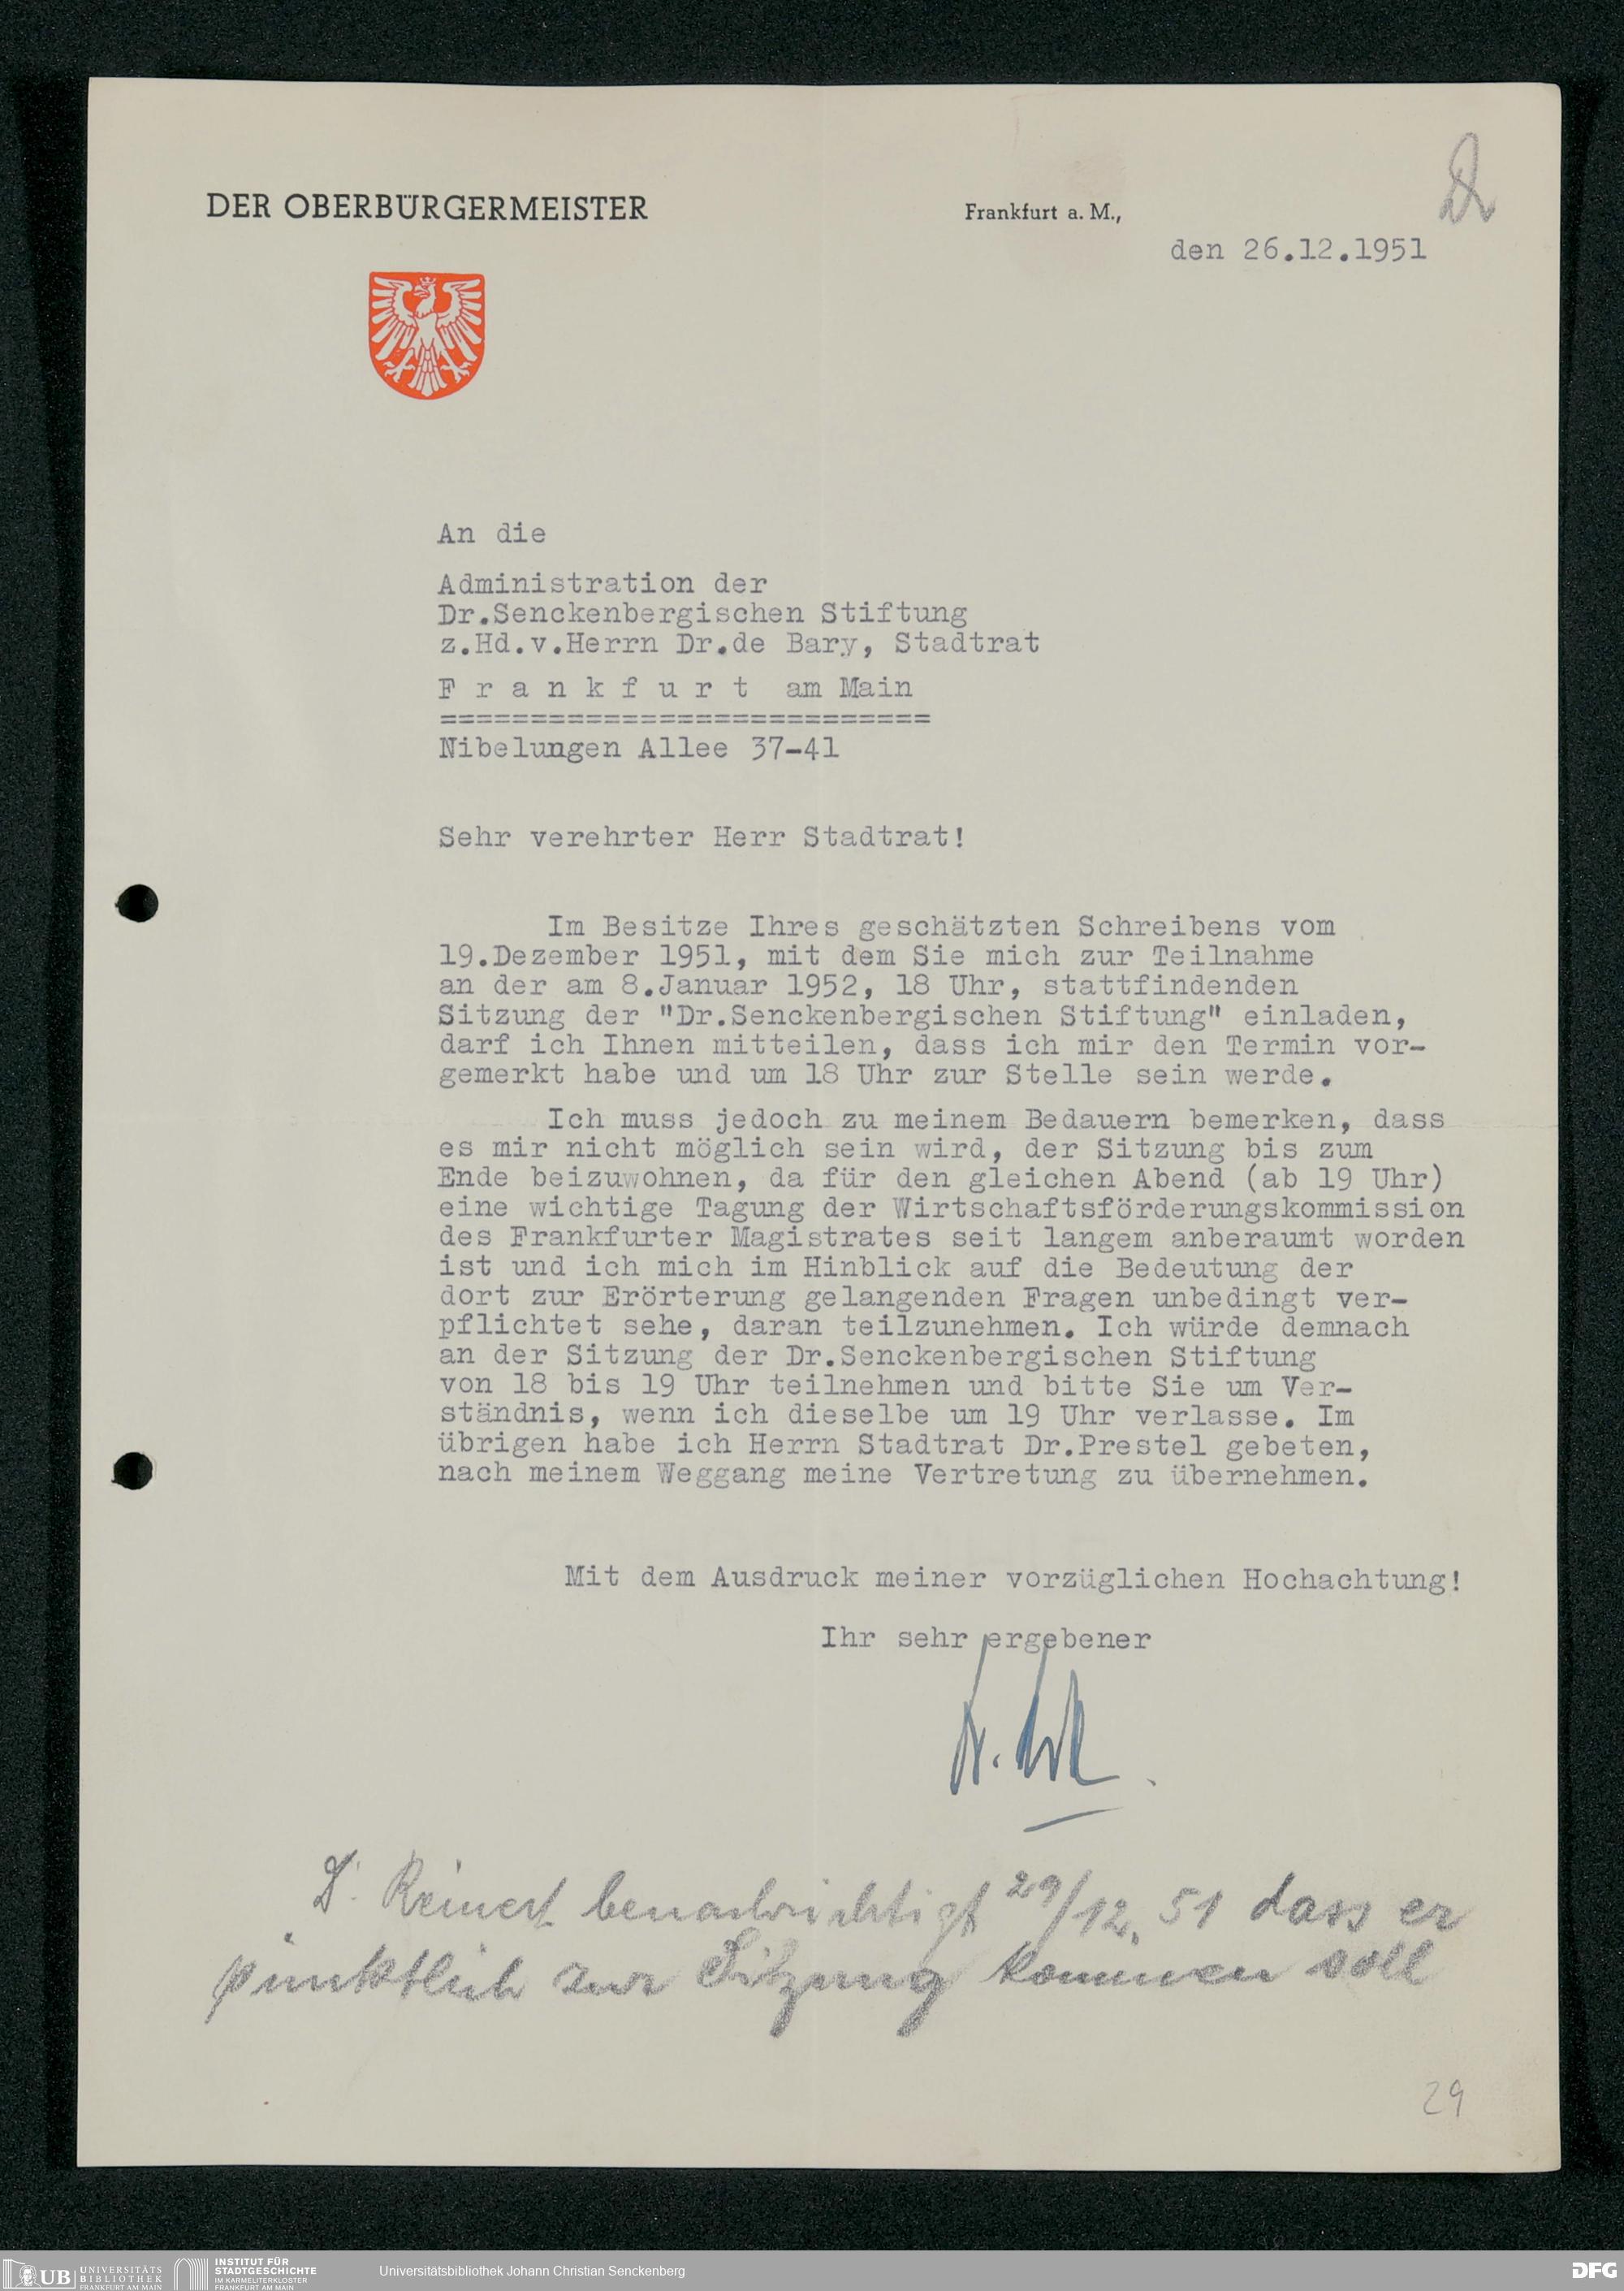 DER OBERBÜRGERMEISTER
Frankfurt a. M.,
den 26.12.1951
An die
Administration der
Dr.Senckenbergischen Stiftung
z.Hd.v.Herrn Dr.de Bary, Stadtrat
F r a n k f u r t  am Main
===========================
Nibelungen Allee 37-41
Sehr verehrter Herr Stadtrat!
Im Besitze Ihres geschätzten Schreibens vom
19.Dezember 1951, mit dem Sie mich zur Teilnahme
an der am 8.Januar 1952, 18 Uhr, stattfindenden
Sitzung der "Dr.Senckenbergischen Stiftung" einladen,
darf ich Ihnen mitteilen, dass ich mir den Termin vor-
gemerkt habe und um 18 Uhr zur Stelle sein werde.
Ich muss jedoch zu meinem Bedauern bemerken, dass
es mir nicht möglich sein wird, der Sitzung bis zum
Ende beizuwohnen, da für den gleichen Abend (ab 19 Uhr)
eine wichtige Tagung der Wirtschaftsförderungskommission
des Frankfurter Magistrates seit langem anberaumt worden
ist und ich mich im Hinblick auf die Bedeutung der
dort zur Erörterung gelangenden Fragen unbedingt ver-
pflichtet sehe, daran teilzunehmen. Ich würde demnach
an der Sitzung der Dr.Senckenbergischen Stiftung
von 18 bis 19 Uhr teilnehmen und bitte Sie um Ver-
ständnis, wenn ich dieselbe um 19 Uhr verlasse. Im
übrigen habe ich Herrn Stadtrat Dr.Prestel gebeten,
nach meinem Weggang meine Vertretung zu übernehmen.
Mit dem Ausdruck meiner vorzüglichen Hochachtung!
Ihr sehr ergebener
Dr. Reinert benachrichtigt 29/12. 51 dass er
pünktlich zur Sitzung kommen soll
29
UB UNIVERSITÄTS
BIBLIOTHEK
FRANKFURT AM MAIN
INSTITUT FÜR
STADTGESCHICHTE
IM KARMELITERKLOSTER
FRANKFURT AM MAIN
Universitätsbibliothek Johann Christian Senckenberg
DFG